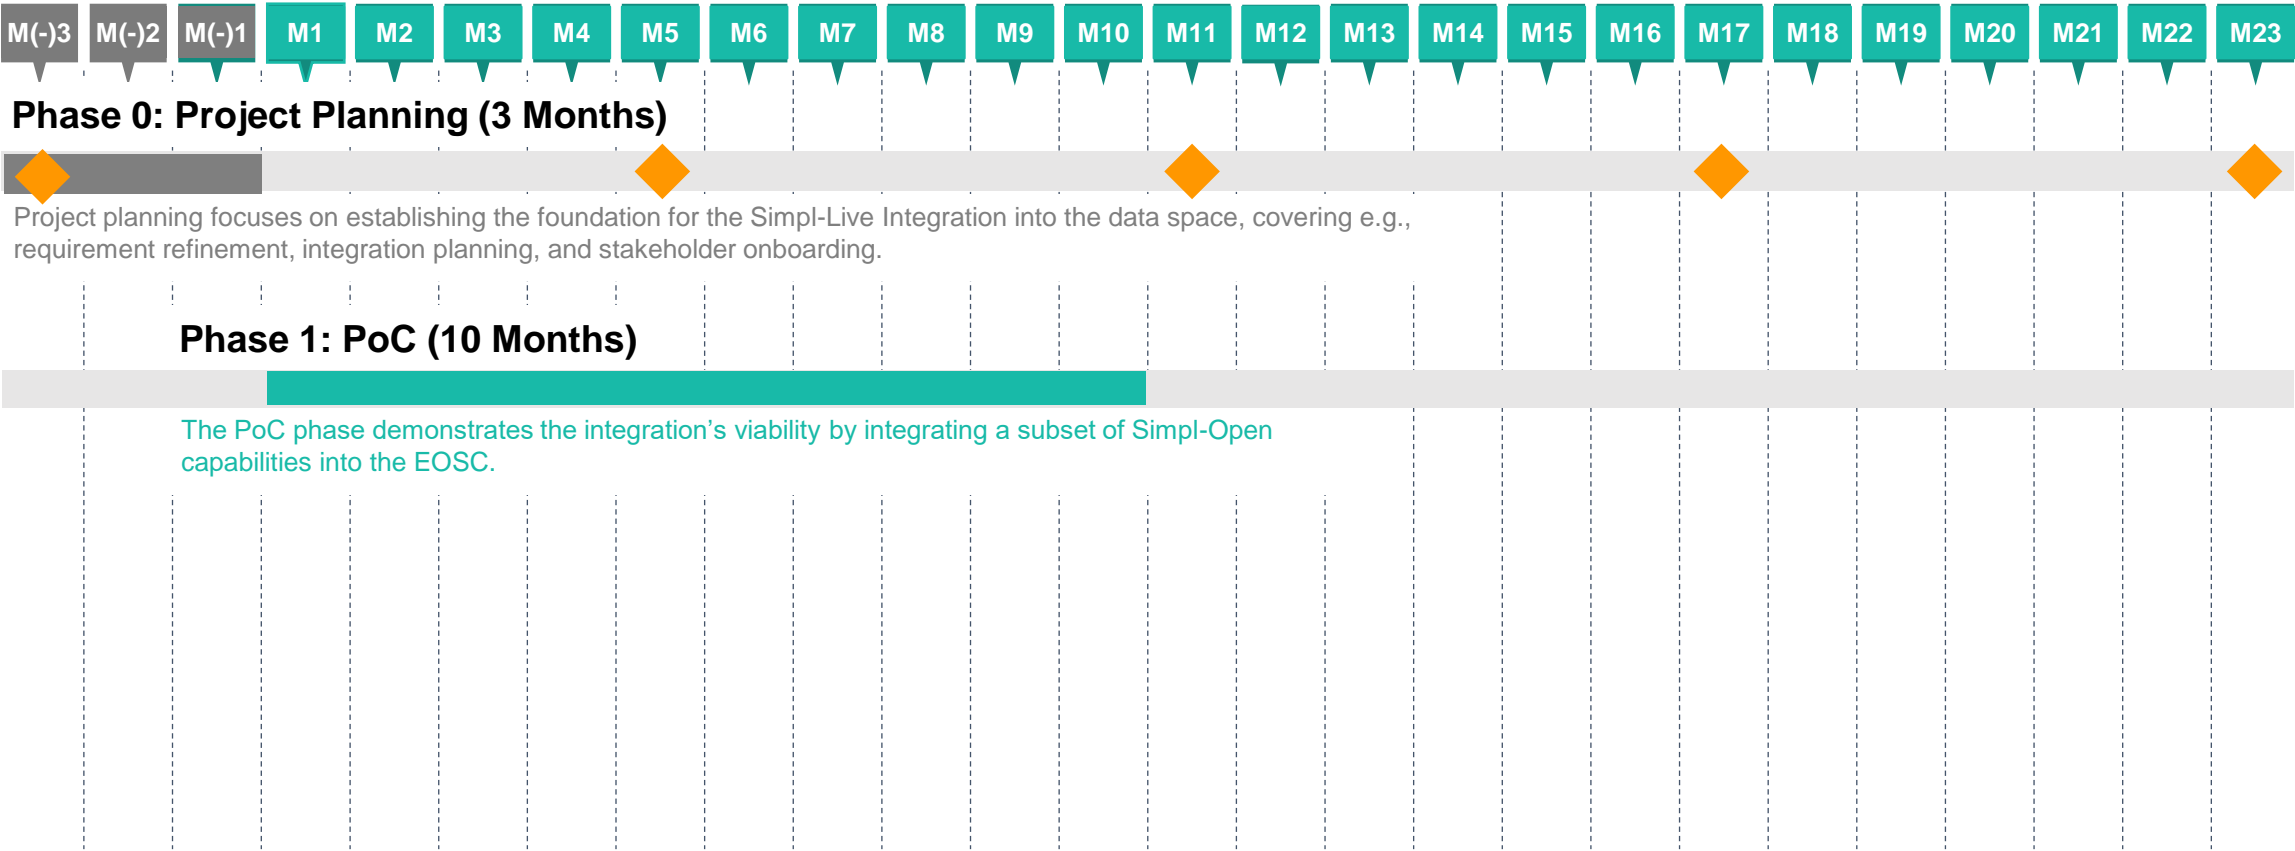 M(-)3 M(-)2 M(-)1 M1 M2 M3 M4 M5 M6 M7 M8 M9 M10 M11 M12 M13 M14 M15 M16 M17 M18 M19 M20 M21 M22 M23
Phase 0: Project Planning (3 Months)
Project planning focuses on establishing the foundation for the Simpl-Live Integration into the data space, covering e.g.,
requirement refinement, integration planning, and stakeholder onboarding.
Phase 1: PoC (10 Months)
The PoC phase demonstrates the integration’s viability by integrating a subset of Simpl-Open
capabilities into the EOSC.